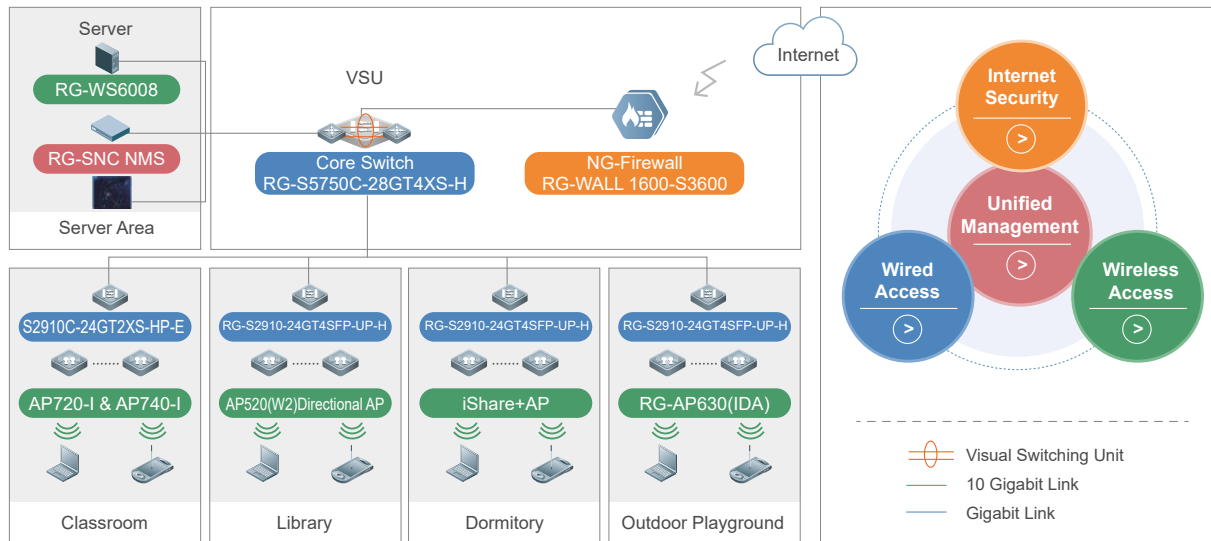 Server
RG-WS6008
RG-SNC NMS
Server Area
VSU
Core Switch
RG-S5750C-28GT4XS-H
NG-Firewall
RG-WALL 1600-S3600
Internet
S2910C-24GT2XS-HP-E
AP720-I & AP740-I
Classroom
RG-S2910-24GT4SFP-UP-H
AP520(W2)Directional AP
Library
RG-S2910-24GT4SFP-UP-H
iShare+AP
Dormitory
RG-S2910-24GT4SFP-UP-H
RG-AP630(IDA)
Outdoor Playground
Internet
Security
Unified
Management
Wired
Access
Wireless
Access
Visual Switching Unit
10 Gigabit Link
Gigabit Link